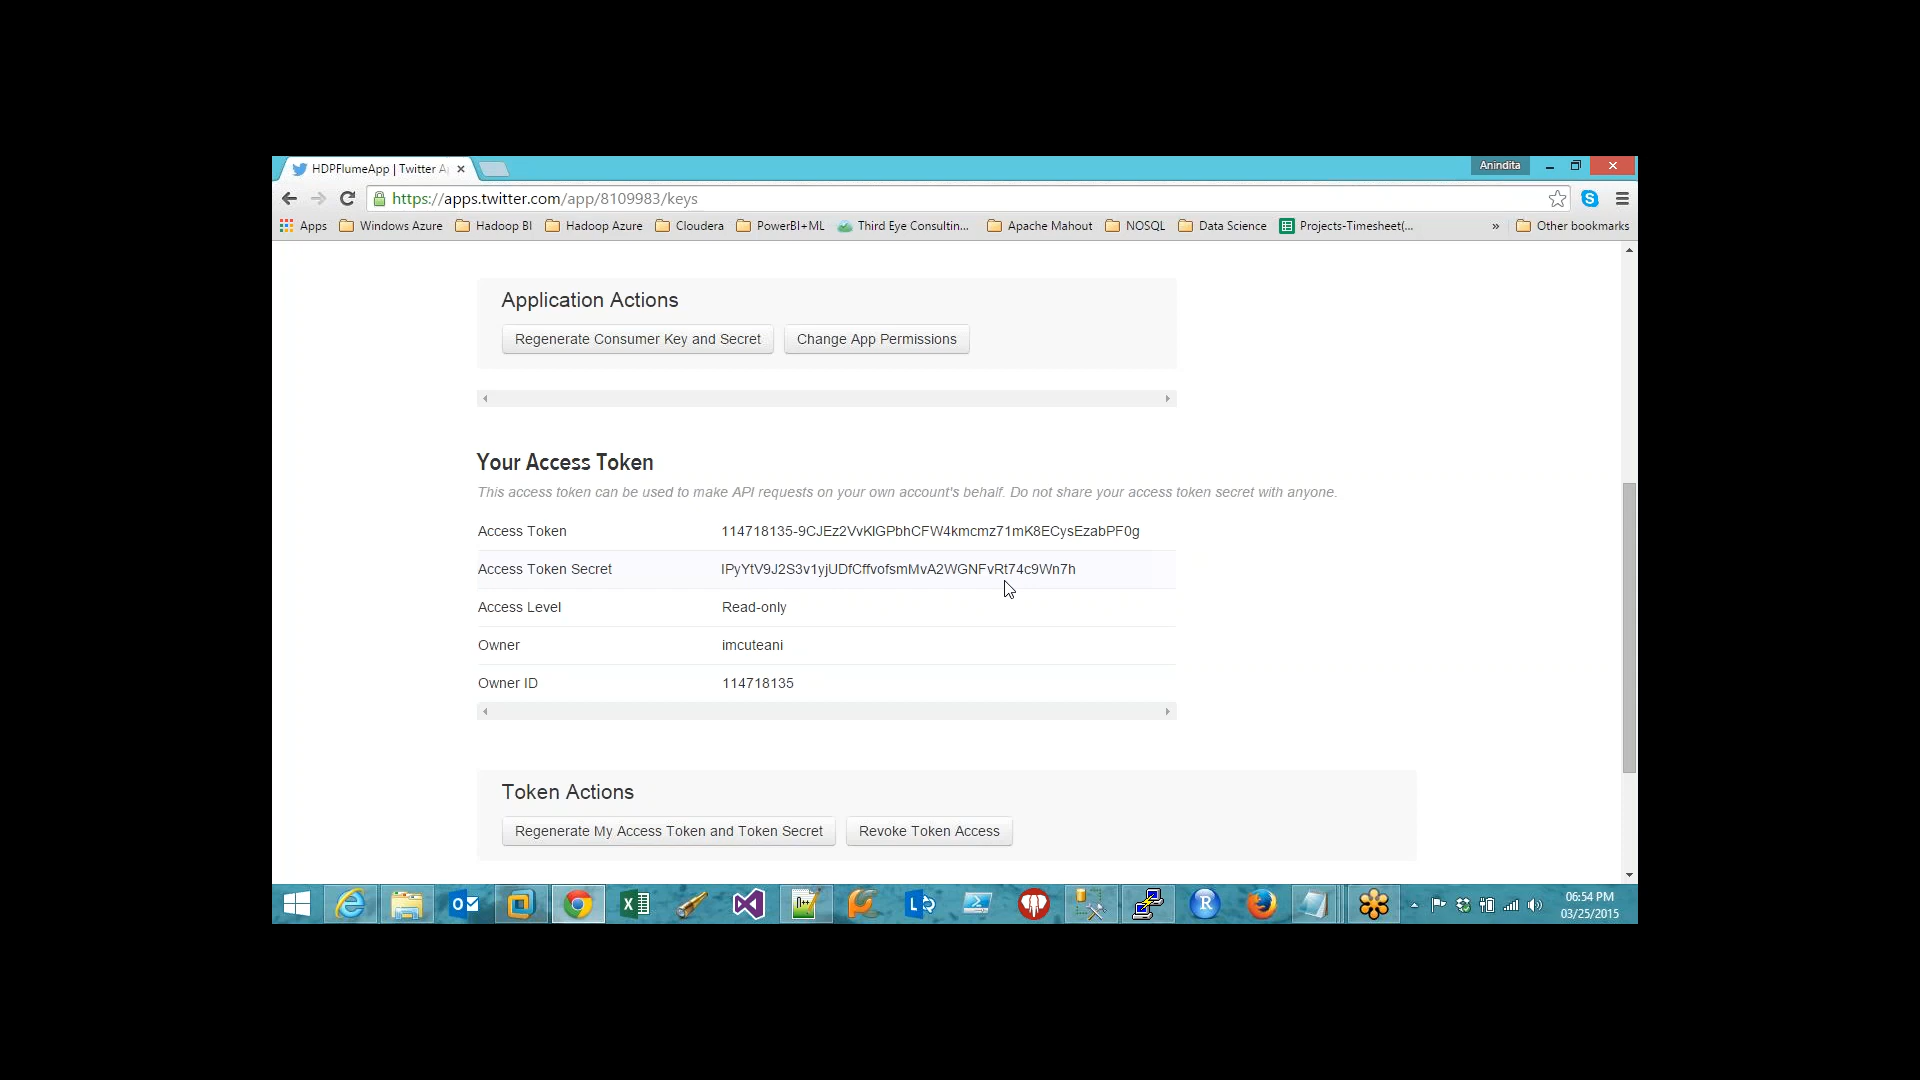 HDPFlumeApp | Twitter Ap
Anindita
https://apps.twitter.com/app/8109983/keys
Apps Windows Azure Hadoop BI Hadoop Azure Cloudera PowerBI+ML Third Eye Consultin... Apache Mahout NOSQL Data Science Projects-Timesheet(... » Other bookmarks
Application Actions
Regenerate Consumer Key and Secret Change App Permissions
Your Access Token
This access token can be used to make API requests on your own account's behalf. Do not share your access token secret with anyone.
Access Token
Access Token Secret
Access Level Read-only
Owner imcuteani
Owner ID 114718135
Token Actions
Regenerate My Access Token and Token Secret Revoke Token Access
06:54 PM
03/25/2015